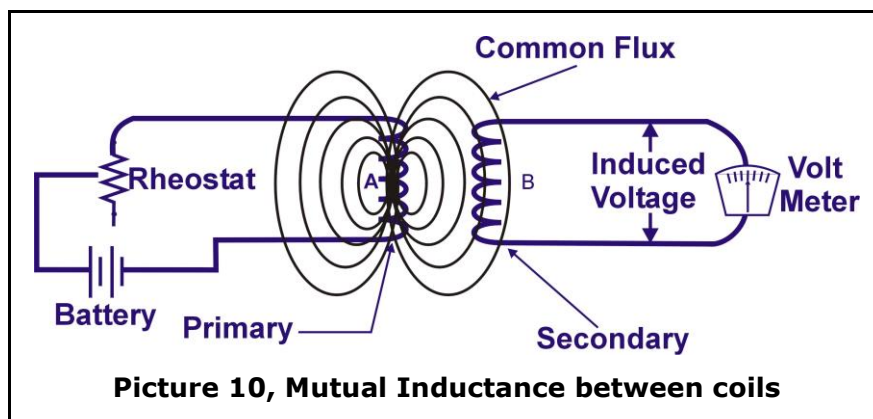 Common Flux
Rheostat
A
B
Induced
Voltage
Volt
Meter
Battery
Primary
Secondary
Picture 10, Mutual Inductance between coils